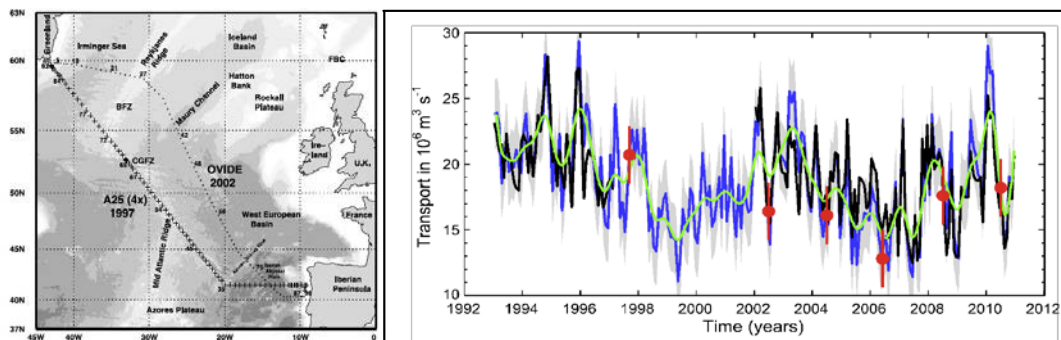 63N
60N
55N
50N
45N
40N
37N
45W
40W
30W
20W
10W
0
Greenland
Irminger Sea
Reykjanes
Ridge
Iceland
Basin
FBC
Hatton
Bank
Rockall
Plateau
Maury Channel
BFZ
CGFZ
OVIDE
2002
A25 (4x)
1997
Ire-
land
U.K.
France
West European
Basin
Mid Atlantic Ridge
Iberian
Peninsula
Azores Plateau
Transport in 10⁶ m³ s⁻¹
30
25
20
15
10
1992 1994 1996 1998 2000 2002 2004 2006 2008 2010 2012
Time (years)